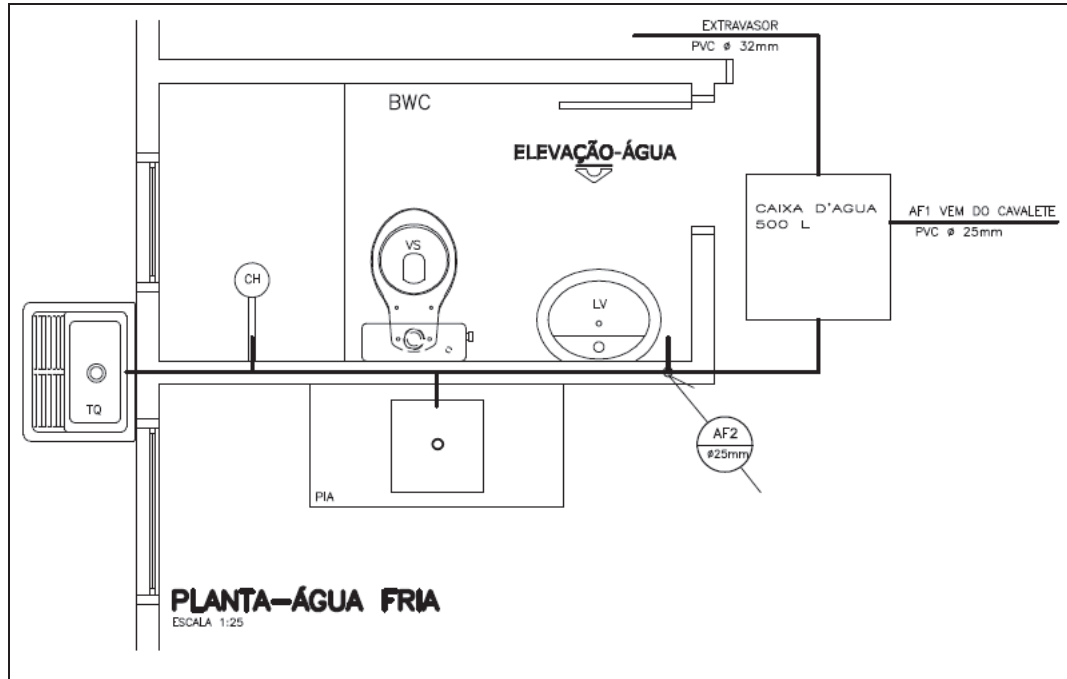 EXTRAVASOR
PVC ø 32mm
BWC
ELEVAÇÃO-ÁGUA
CAIXA D'AGUA
500 L
AF1 VEM DO CAVALETE
PVC ø 25mm
VS
CH
LV
TQ
AF2
ø25mm
PIA
PLANTA-ÁGUA FRIA
ESCALA 1:25